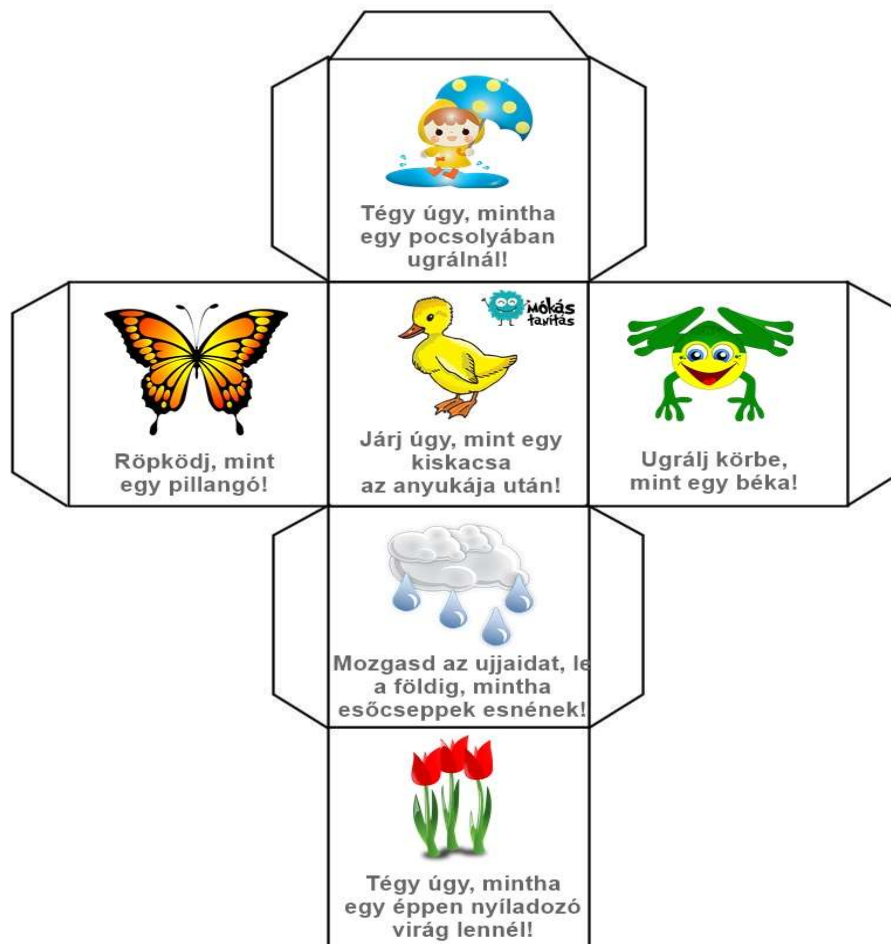 Tégy úgy, mintha
egy pocsolyában
ugrálnál!
Röpködj, mint
egy pillangó!
MÓKÁS
tanítás
Járj úgy, mint egy
kiskacsa
az anyukája után!
Ugrálj körbe,
mint egy béka!
Mozgasd az ujjaidat, le
a földig, mintha
esőcseppek esnének!
Tégy úgy, mintha
egy éppen nyíladozó
virág lennél!